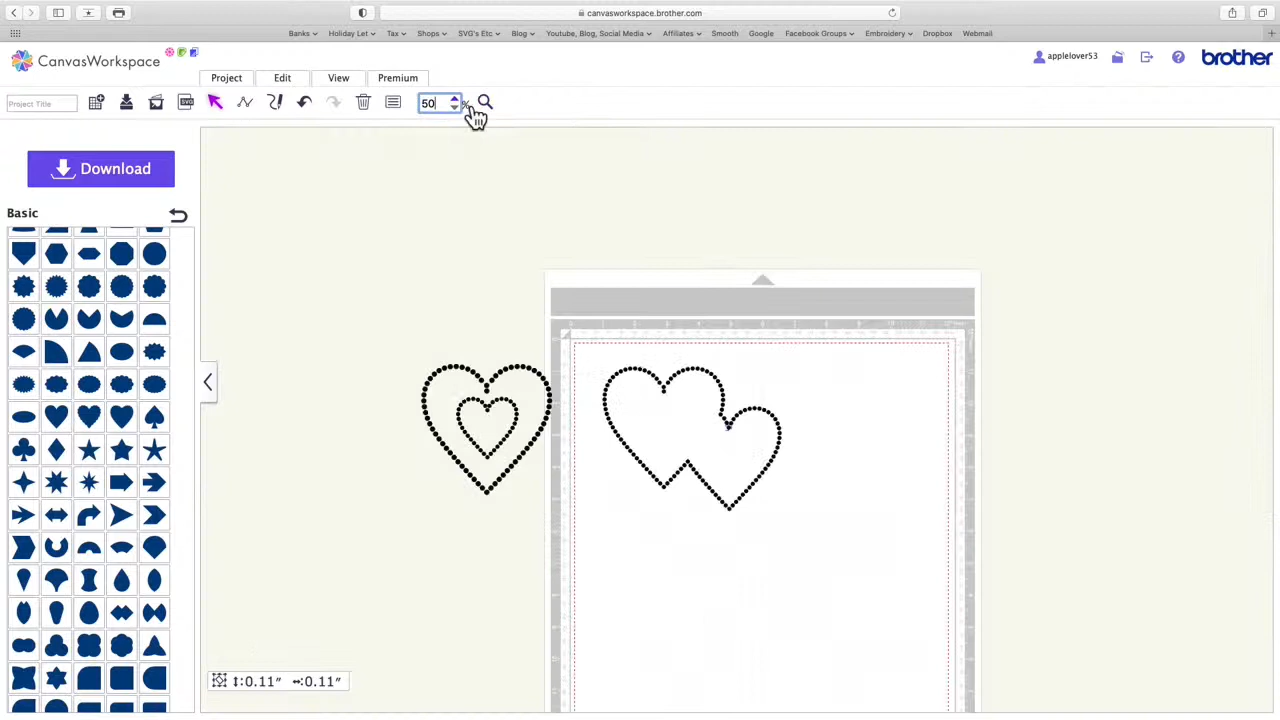 canvasworkspace.brother.com
Banks Holiday Let Tax Shops SVG's Etc Blog Youtube, Blog, Social Media Affiliates Smooth Google Facebook Groups Embroidery Dropbox Webmail
CanvasWorkspace
applelover53
brother
Project Edit View Premium
Project Title
SVG
50 %
Download
Basic
0.11″ 0.11″